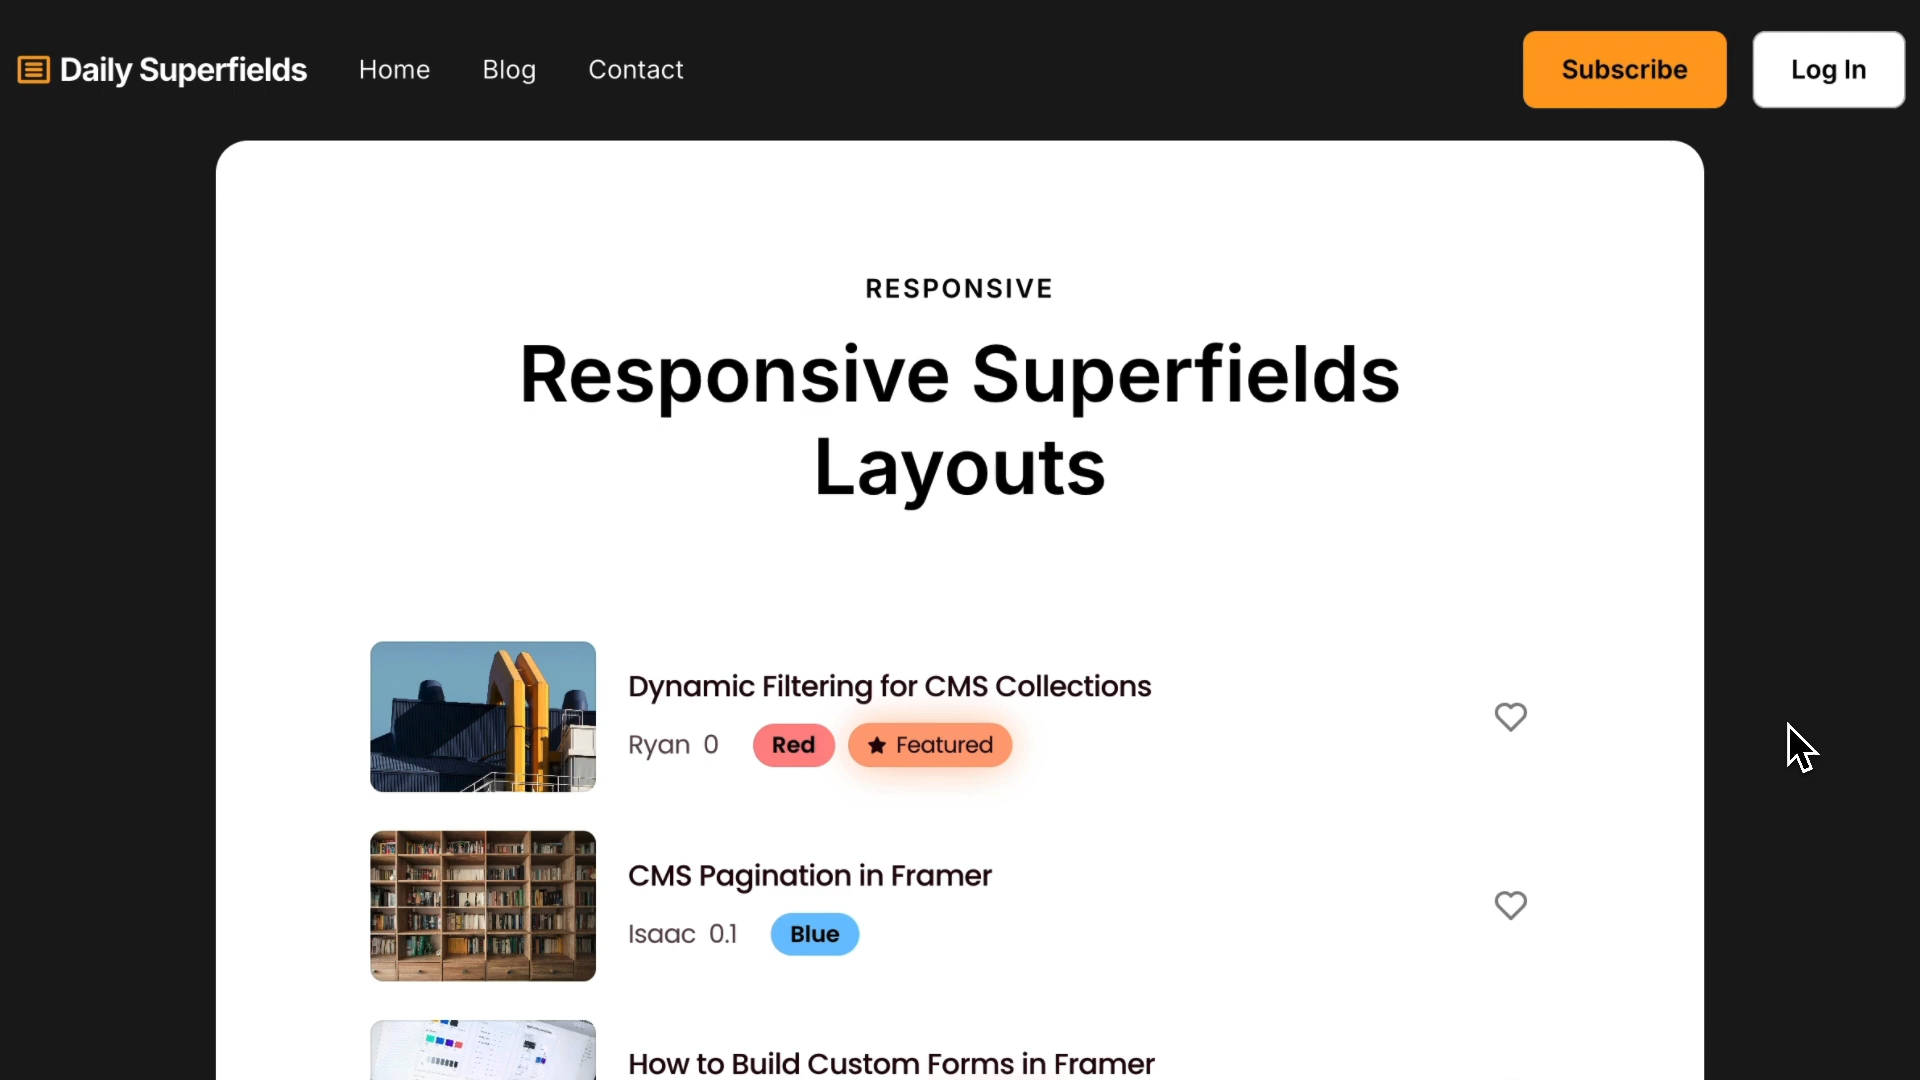 Daily Superfields Home Blog Contact Subscribe Log In
RESPONSIVE
Responsive Superfields
Layouts
Dynamic Filtering for CMS Collections
Ryan 0 Red Featured
CMS Pagination in Framer
Isaac 0.1 Blue
How to Build Custom Forms in Framer